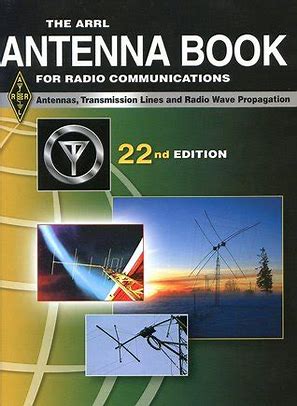 THE ARRL
ANTENNA BOOK
FOR RADIO COMMUNICATIONS
Antennas, Transmission Lines and Radio Wave Propagation
A
R R
L
22nd EDITION